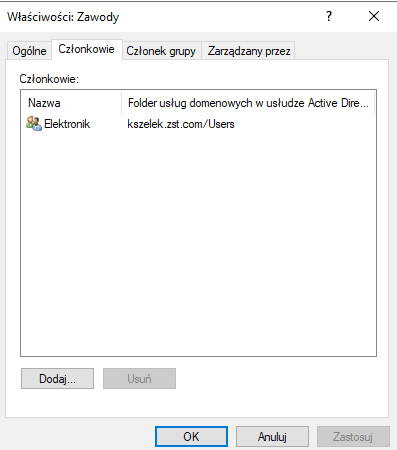 Właściwości: Zawody
Ogólne Członkowie Członek grupy Zarządzany przez
Członkowie:
Nazwa Folder usług domenowych w usłudze Active Dire...
Elektronik kszelek.zst.com/Users
Dodaj... Usuń
OK Anuluj Zastosuj